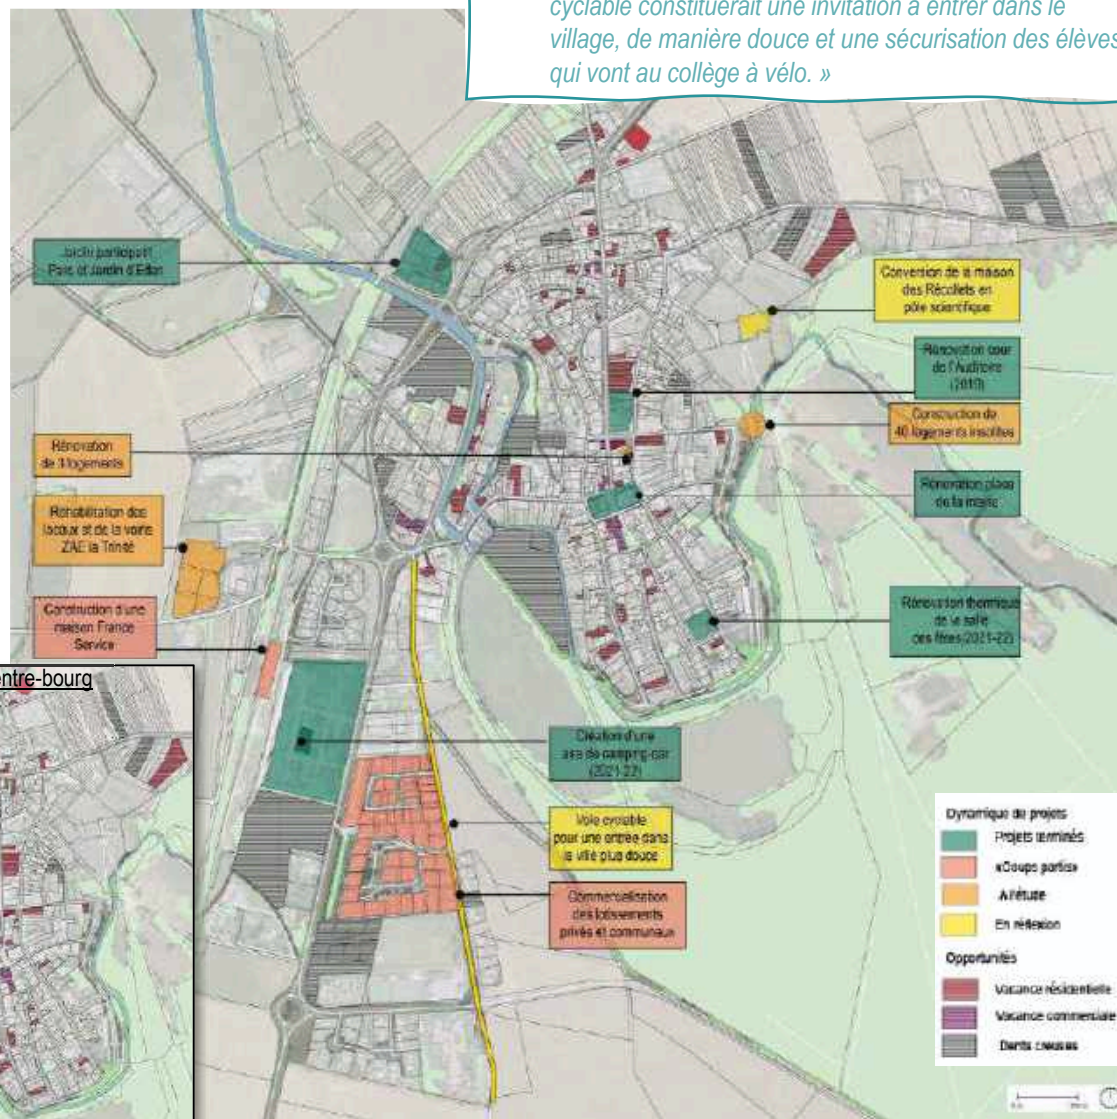 cyclable constituerait une invitation à entrer dans le
village, de manière douce et une sécurisation des élèves
qui vont au collège à vélo. »
Jardin participatif
Parc et Jardin d'Eden
Conversion de la maison
des Récollets en
pôle scientifique
Rénovation cour
de l'Auditoire
(2019)
Construction de
40 logements insolites
Rénovation
de 3 logements
Rénovation place
de la mairie
Réhabilitation des
locaux et de la voirie
ZAE la Trinité
Construction d'une
maison France
Service
Rénovation thermique
de la salle
des fêtes (2021-22)
entre-bourg
Création d'une
aire de camping-car
(2021-22)
Voie cyclable
pour une entrée dans
la ville plus douce
Commercialisation
des lotissements
privés et communaux
Dynamique de projets
Projets terminés
«Coups partis»
A l'étude
En réflexion
Opportunités
Vacance résidentielle
Vacance commerciale
Dents creuses